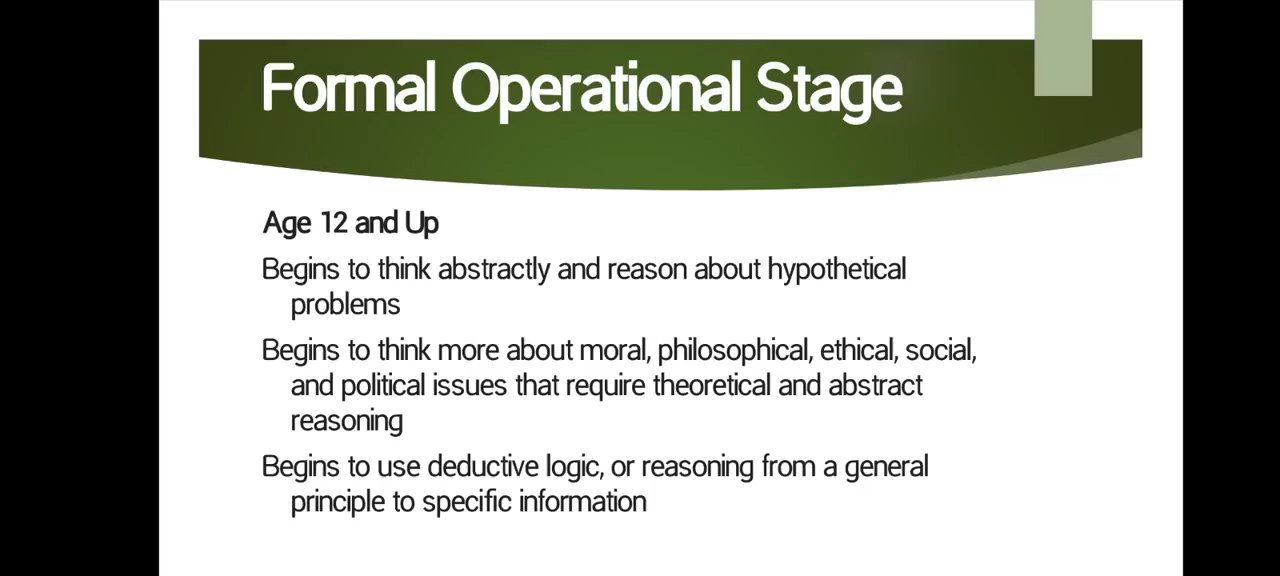 Formal Operational Stage
Age 12 and Up
Begins to think abstractly and reason about hypothetical
problems
Begins to think more about moral, philosophical, ethical, social,
and political issues that require theoretical and abstract
reasoning
Begins to use deductive logic, or reasoning from a general
principle to specific information